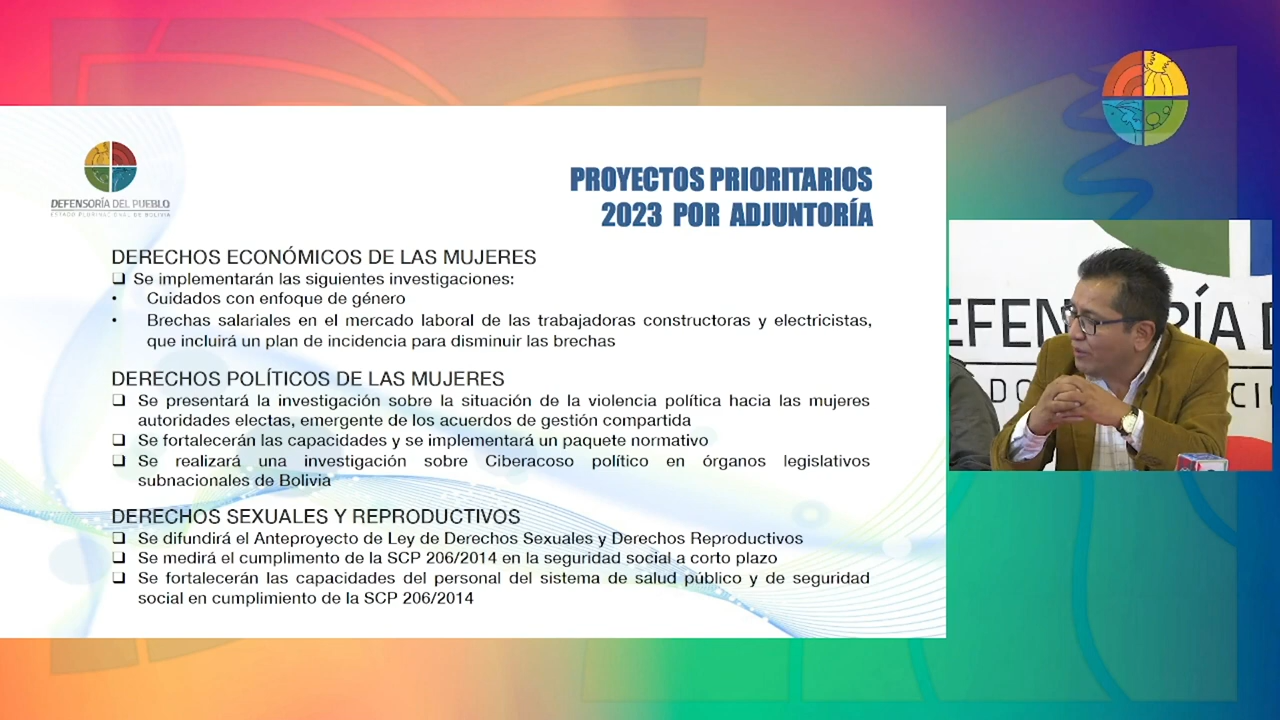 DEFENSORÍA DEL PUEBLO
ESTADO PLURINACIONAL DE BOLIVIA
PROYECTOS PRIORITARIOS
2023 POR ADJUNTORÍA
DERECHOS ECONÓMICOS DE LAS MUJERES
❑ Se implementarán las siguientes investigaciones:
• Cuidados con enfoque de género
• Brechas salariales en el mercado laboral de las trabajadoras constructoras y electricistas,
que incluirá un plan de incidencia para disminuir las brechas
DERECHOS POLÍTICOS DE LAS MUJERES
❑ Se presentará la investigación sobre la situación de la violencia política hacia las mujeres
autoridades electas, emergente de los acuerdos de gestión compartida
❑ Se fortalecerán las capacidades y se implementará un paquete normativo
❑ Se realizará una investigación sobre Ciberacoso político en órganos legislativos
subnacionales de Bolivia
DERECHOS SEXUALES Y REPRODUCTIVOS
❑ Se difundirá el Anteproyecto de Ley de Derechos Sexuales y Derechos Reproductivos
❑ Se medirá el cumplimento de la SCP 206/2014 en la seguridad social a corto plazo
❑ Se fortalecerán las capacidades del personal del sistema de salud público y de seguridad
social en cumplimiento de la SCP 206/2014
EFEN RÍA D
DO CIO